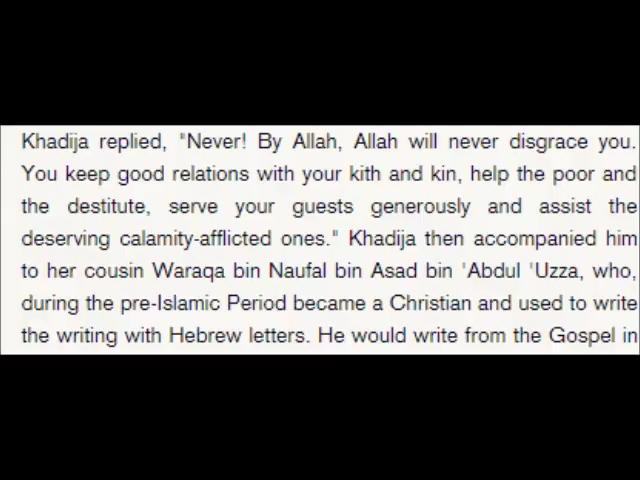 Khadija replied, "Never! By Allah, Allah will never disgrace you.
You keep good relations with your kith and kin, help the poor and
the destitute, serve your guests generously and assist the
deserving calamity-afflicted ones." Khadija then accompanied him
to her cousin Waraqa bin Naufal bin Asad bin 'Abdul 'Uzza, who,
during the pre-Islamic Period became a Christian and used to write
the writing with Hebrew letters. He would write from the Gospel in